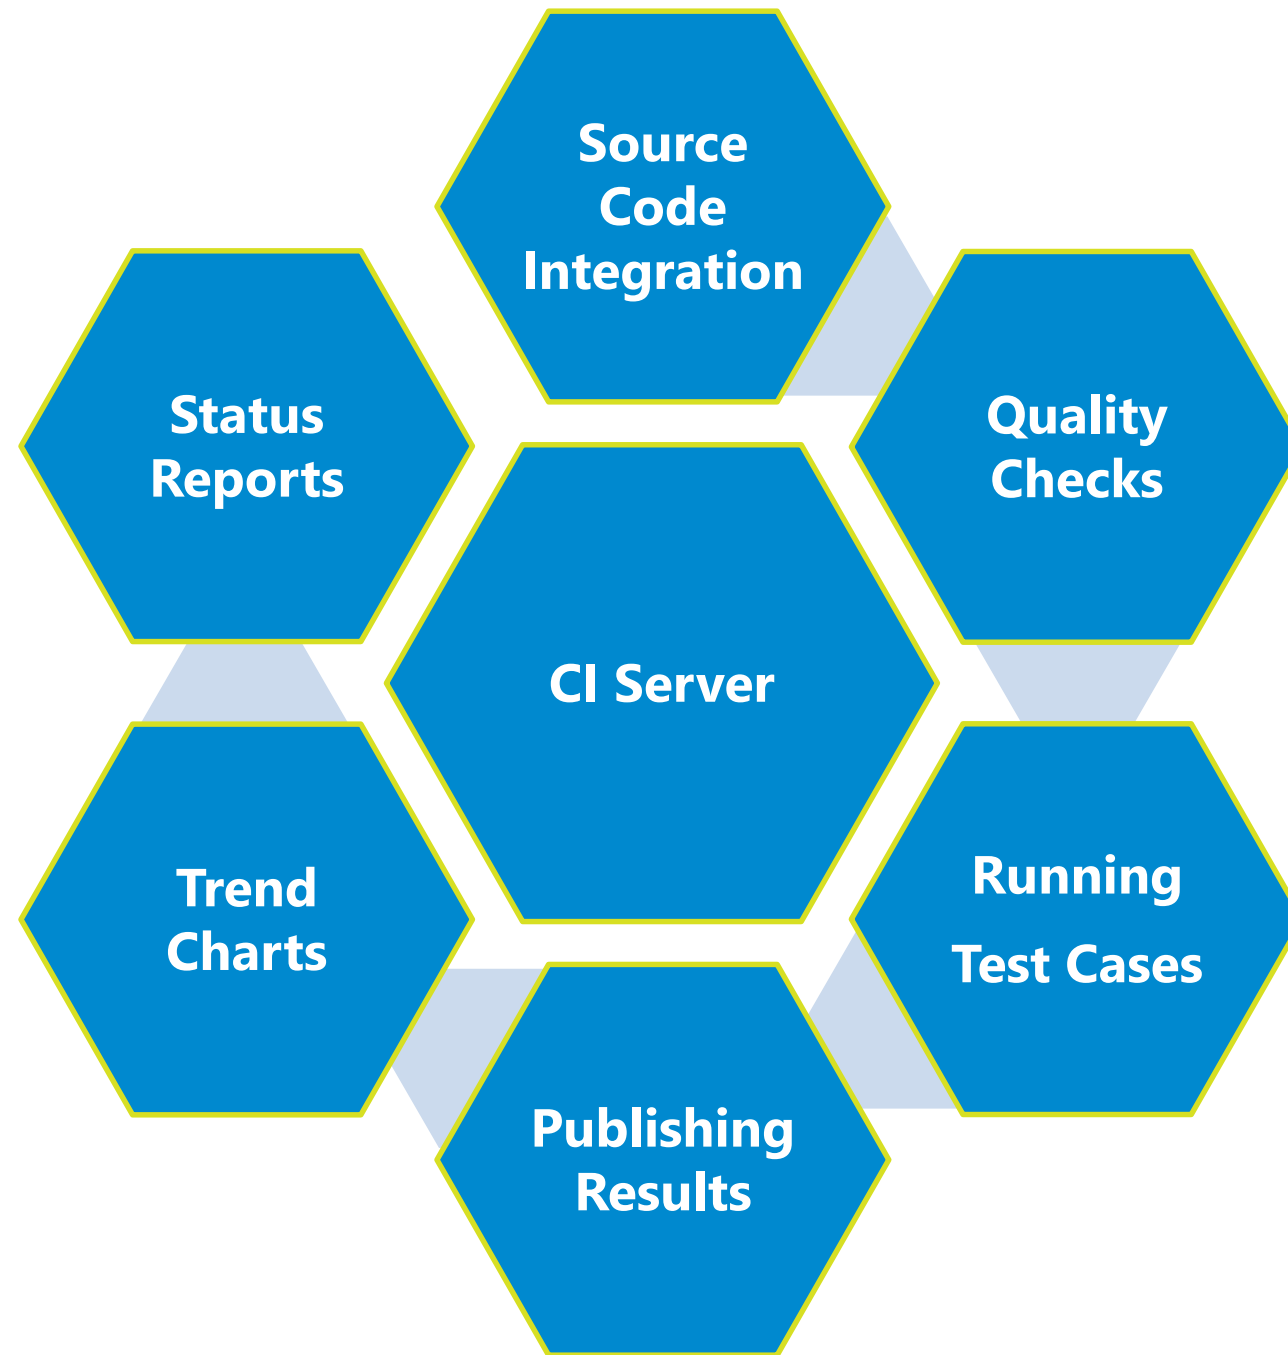 Source
Code
Integration
Quality
Checks
Running
Test Cases
Publishing
Results
Trend
Charts
Status
Reports
CI Server